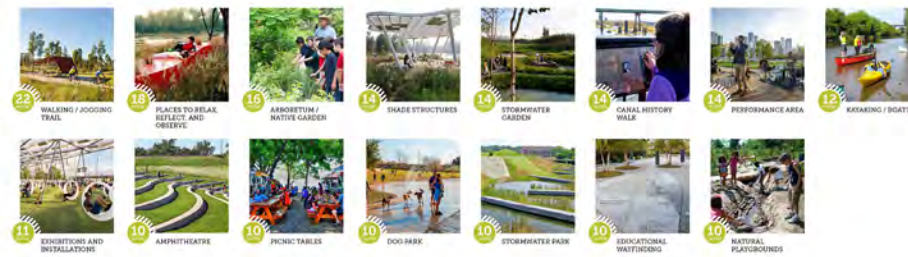 22
WALKING / JOGGING
TRAIL
18
PLACES TO RELAX,
REFLECT, AND
OBSERVE
16
ARBORETUM /
NATIVE GARDEN
14
SHADE STRUCTURES
14
STORMWATER
GARDEN
14
CANAL HISTORY
WALK
14
PERFORMANCE AREA
12
KAYAKING / BOATI
11
EXHIBITIONS AND
INSTALLATIONS
10
AMPHITHEATRE
10
PICNIC TABLES
10
DOG PARK
10
STORMWATER PARK
10
EDUCATIONAL
WAYFINDING
10
NATURAL
PLAYGROUNDS